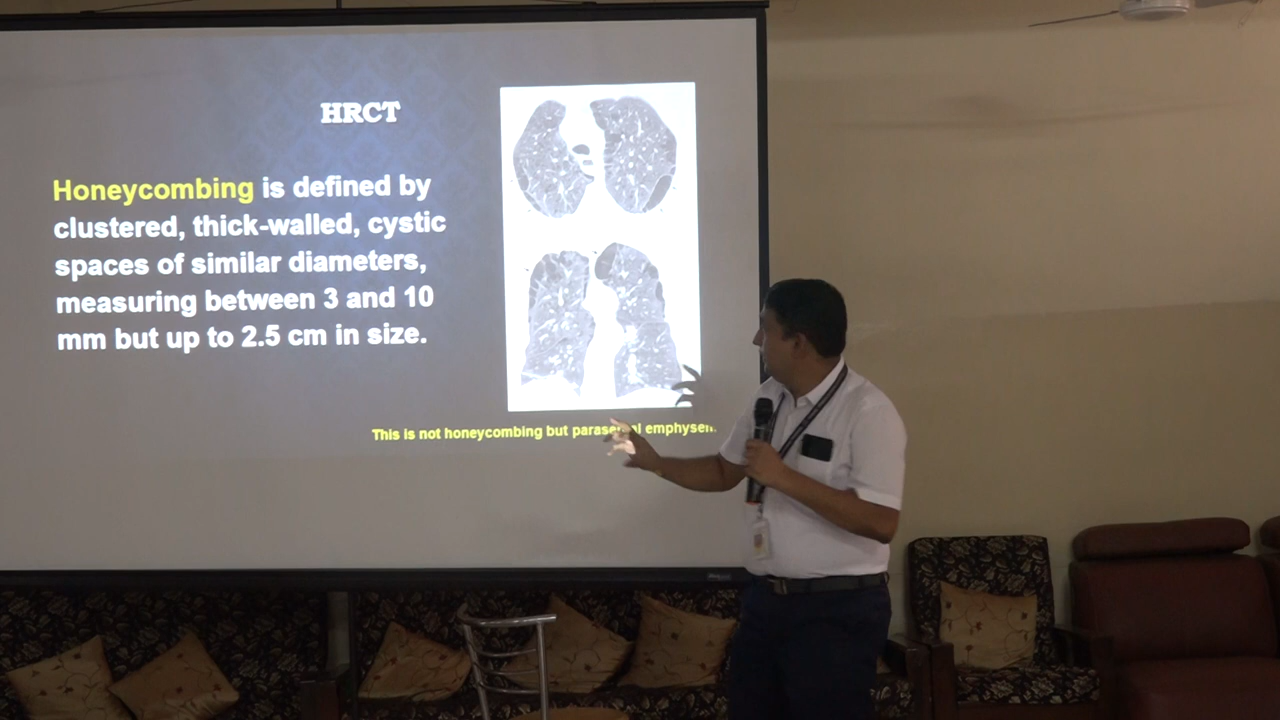 HRCT
Honeycombing is defined by
clustered, thick-walled, cystic
spaces of similar diameters,
measuring between 3 and 10
mm but up to 2.5 cm in size.
This is not honeycombing but